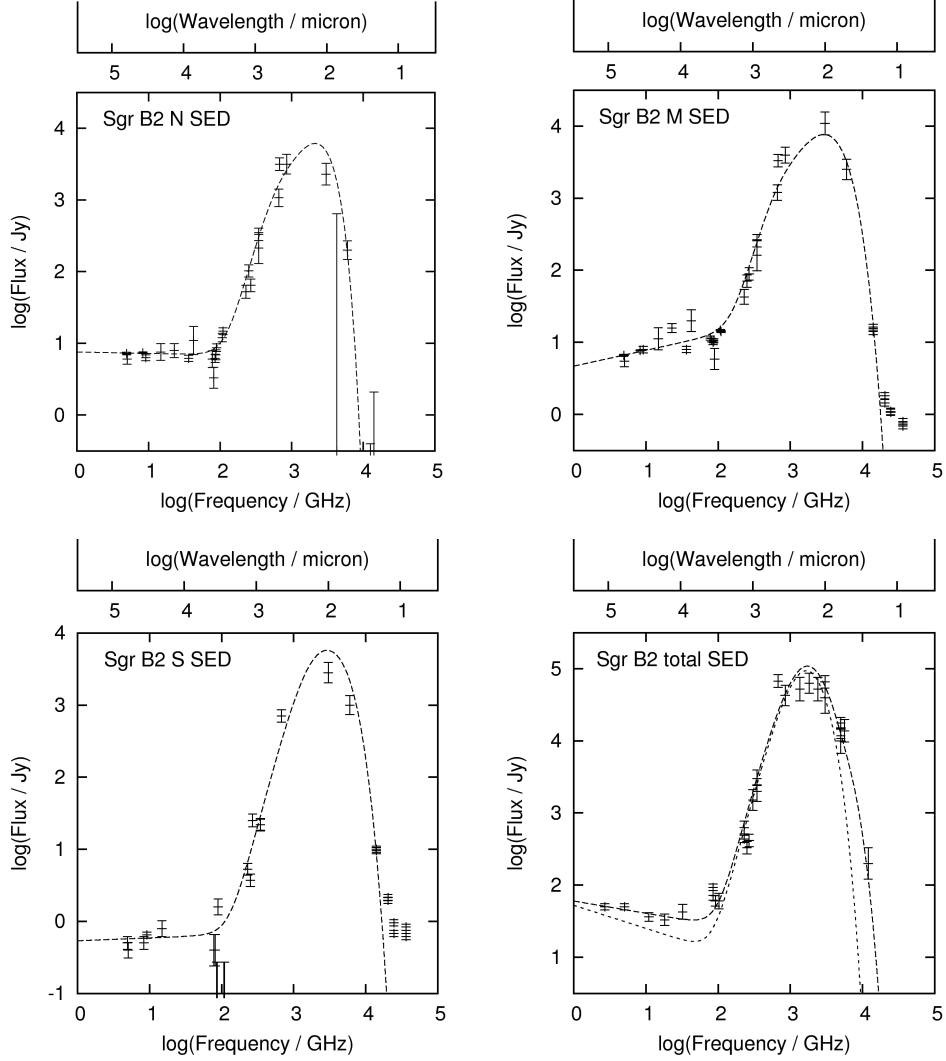 log(Wavelength / micron)
5 4 3 2 1
Sgr B2 N SED
log(Flux / Jy)
4
3
2
1
0
0 1 2 3 4 5
log(Frequency / GHz)
log(Wavelength / micron)
5 4 3 2 1
Sgr B2 M SED
log(Flux / Jy)
4
3
2
1
0
0 1 2 3 4 5
log(Frequency / GHz)
log(Wavelength / micron)
5 4 3 2 1
Sgr B2 S SED
log(Flux / Jy)
4
3
2
1
0
-1
0 1 2 3 4 5
log(Frequency / GHz)
log(Wavelength / micron)
5 4 3 2 1
Sgr B2 total SED
log(Flux / Jy)
5
4
3
2
1
0 1 2 3 4 5
log(Frequency / GHz)